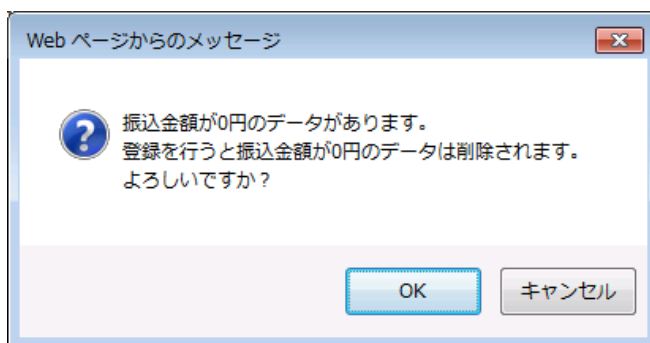 Web ページからのメッセージ
振込金額が0円のデータがあります。
登録を行うと振込金額が0円のデータは削除されます。
よろしいですか?
OK
キャンセル